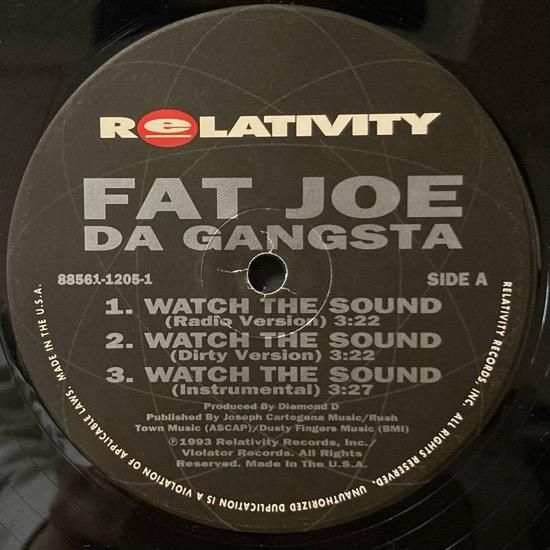 RELATIVITY
FAT JOE
DA GANGSTA
88561-1205-1
SIDE A
1. WATCH THE SOUND
(Radio Version) 3:22
2. WATCH THE SOUND
(Dirty Version) 3:22
3. WATCH THE SOUND
(Instrumental) 3:27
Produced By Diamond D
Published By Joseph Cartegena Music/Rush
Town Music (ASCAP)/Dusty Fingers Music (BMI)
℗1993 Relativity Records, Inc./
Violator Records. All Rights
Reserved. Made In The U.S.A.
RELATIVITY RECORDS, INC. ALL RIGHTS RESERVED. UNAUTHORIZED DUPLICATION IS A VIOLATION OF APPLICABLE LAWS. MADE IN THE U.S.A.